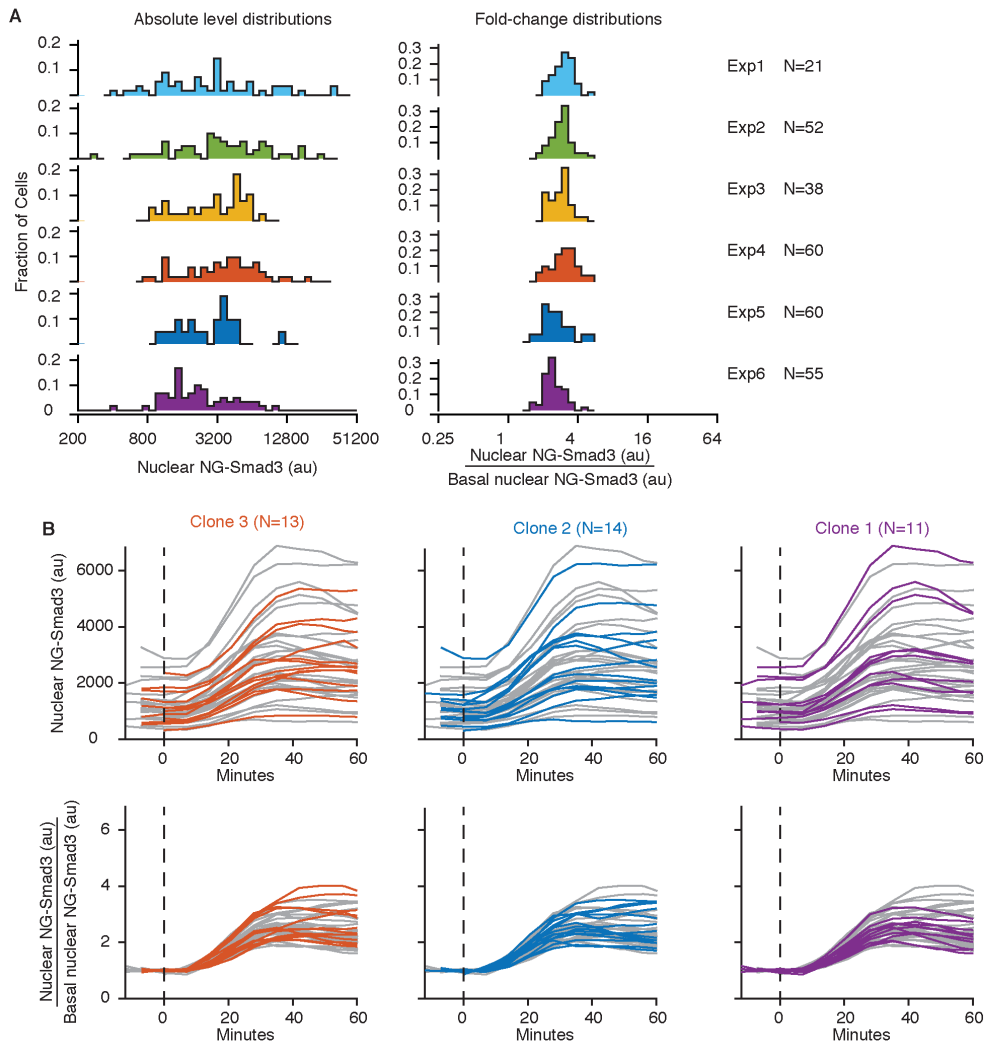 A
Absolute level distributions
Fold-change distributions
Fraction of Cells
0.2
0.1
0.2
0.1
0.2
0.1
0.2
0.1
0.2
0.1
0.2
0.1
0
200 800 3200 12800 51200
Nuclear NG-Smad3 (au)
0.3
0.2
0.1
0.3
0.2
0.1
0.3
0.2
0.1
0.3
0.2
0.1
0.3
0.2
0.1
0.3
0.2
0.1
0
0.25 1 4 16 64
Nuclear NG-Smad3 (au)
Basal nuclear NG-Smad3 (au)
Exp1 N=21
Exp2 N=52
Exp3 N=38
Exp4 N=60
Exp5 N=60
Exp6 N=55
B
Clone 3 (N=13)
Clone 2 (N=14)
Clone 1 (N=11)
Nuclear NG-Smad3 (au)
6000
4000
2000
0
0 20 40 60
Minutes
0 20 40 60
Minutes
0 20 40 60
Minutes
Nuclear NG-Smad3 (au)
Basal nuclear NG-Smad3 (au)
6
4
2
0
0 20 40 60
Minutes
0 20 40 60
Minutes
0 20 40 60
Minutes